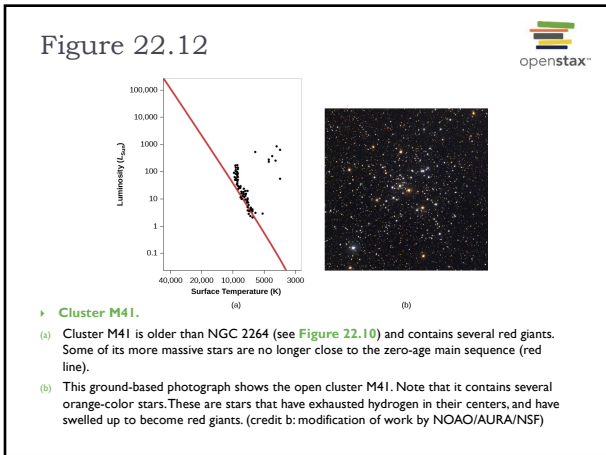 Figure 22.12
openstax™
100,000
10,000
1000
100
10
1
0.1
Luminosity (LSun)
40,000 20,000 10,000 5000 3000
Surface Temperature (K)
(a)
(b)
Cluster M41.
(a) Cluster M41 is older than NGC 2264 (see Figure 22.10) and contains several red giants.
Some of its more massive stars are no longer close to the zero-age main sequence (red
line).
(b) This ground-based photograph shows the open cluster M41. Note that it contains several
orange-color stars. These are stars that have exhausted hydrogen in their centers, and have
swelled up to become red giants. (credit b: modification of work by NOAO/AURA/NSF)